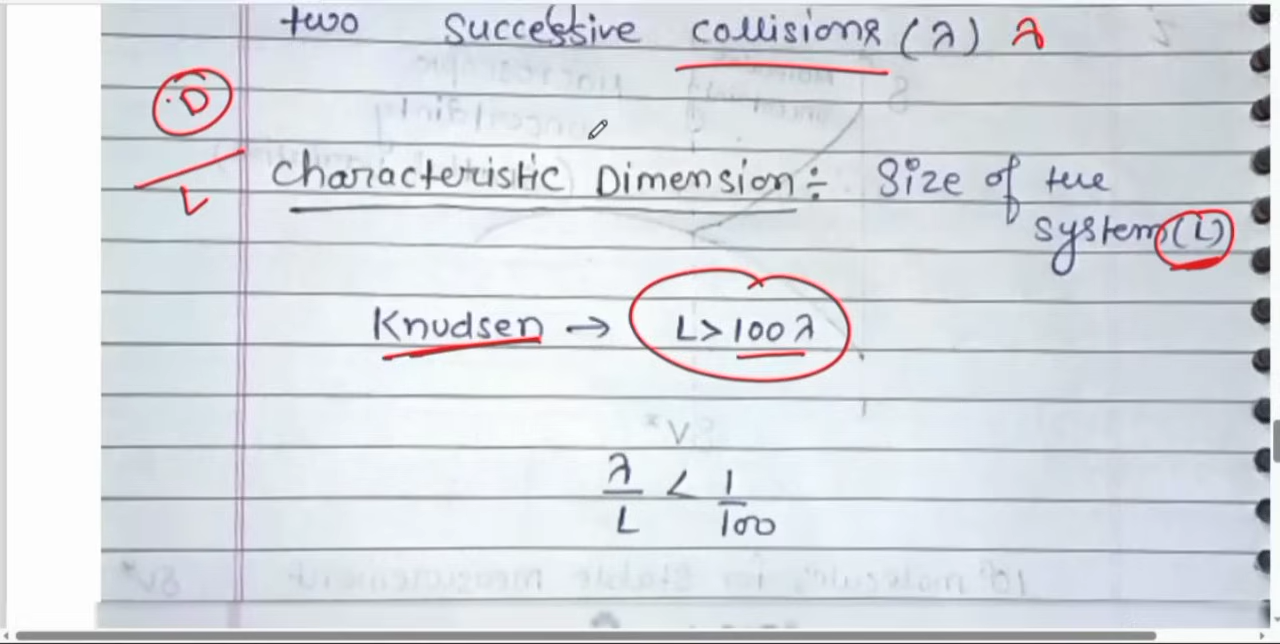 two successive collisions (λ) λ
D
L
Characteristic Dimension ÷ Size of the
system (L)
Knudsen → L > 100 λ
λ/L < 1/100